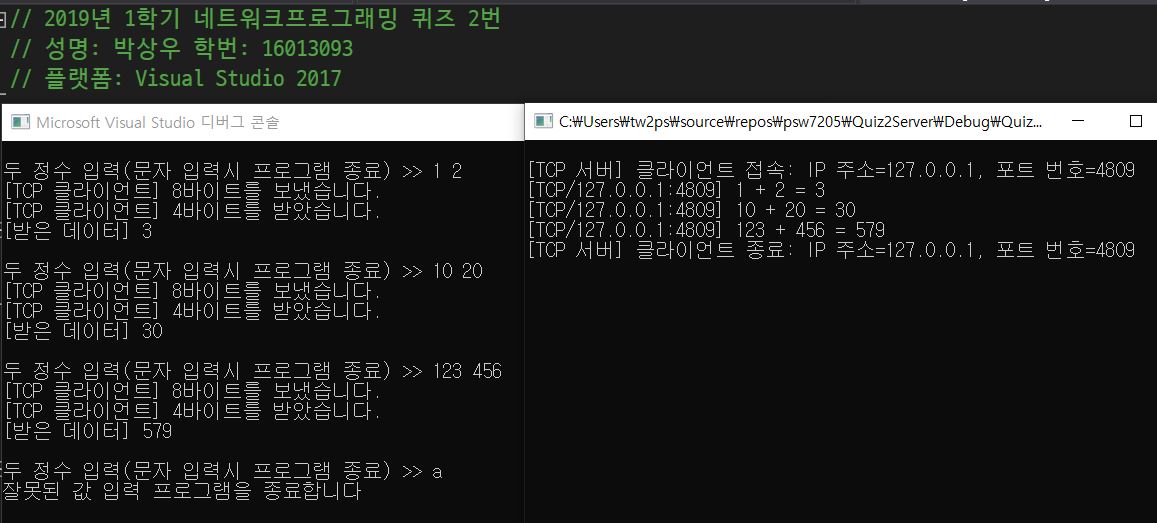 // 2019년 1학기 네트워크프로그래밍 퀴즈 2번
// 성명: 박상우 학번: 16013093
// 플랫폼: Visual Studio 2017
Microsoft Visual Studio 디버그 콘솔
두 정수 입력(문자 입력시 프로그램 종료) >> 1 2
[TCP 클라이언트] 8바이트를 보냈습니다.
[TCP 클라이언트] 4바이트를 받았습니다.
[받은 데이터] 3
두 정수 입력(문자 입력시 프로그램 종료) >> 10 20
[TCP 클라이언트] 8바이트를 보냈습니다.
[TCP 클라이언트] 4바이트를 받았습니다.
[받은 데이터] 30
두 정수 입력(문자 입력시 프로그램 종료) >> 123 456
[TCP 클라이언트] 8바이트를 보냈습니다.
[TCP 클라이언트] 4바이트를 받았습니다.
[받은 데이터] 579
두 정수 입력(문자 입력시 프로그램 종료) >> a
잘못된 값 입력 프로그램을 종료합니다
C:₩Users₩tw2ps₩source₩repos₩psw7205₩Quiz2Server₩Debug₩Quiz...
[TCP 서버] 클라이언트 접속: IP 주소=127.0.0.1, 포트 번호=4809
[TCP/127.0.0.1:4809] 1 + 2 = 3
[TCP/127.0.0.1:4809] 10 + 20 = 30
[TCP/127.0.0.1:4809] 123 + 456 = 579
[TCP 서버] 클라이언트 종료: IP 주소=127.0.0.1, 포트 번호=4809